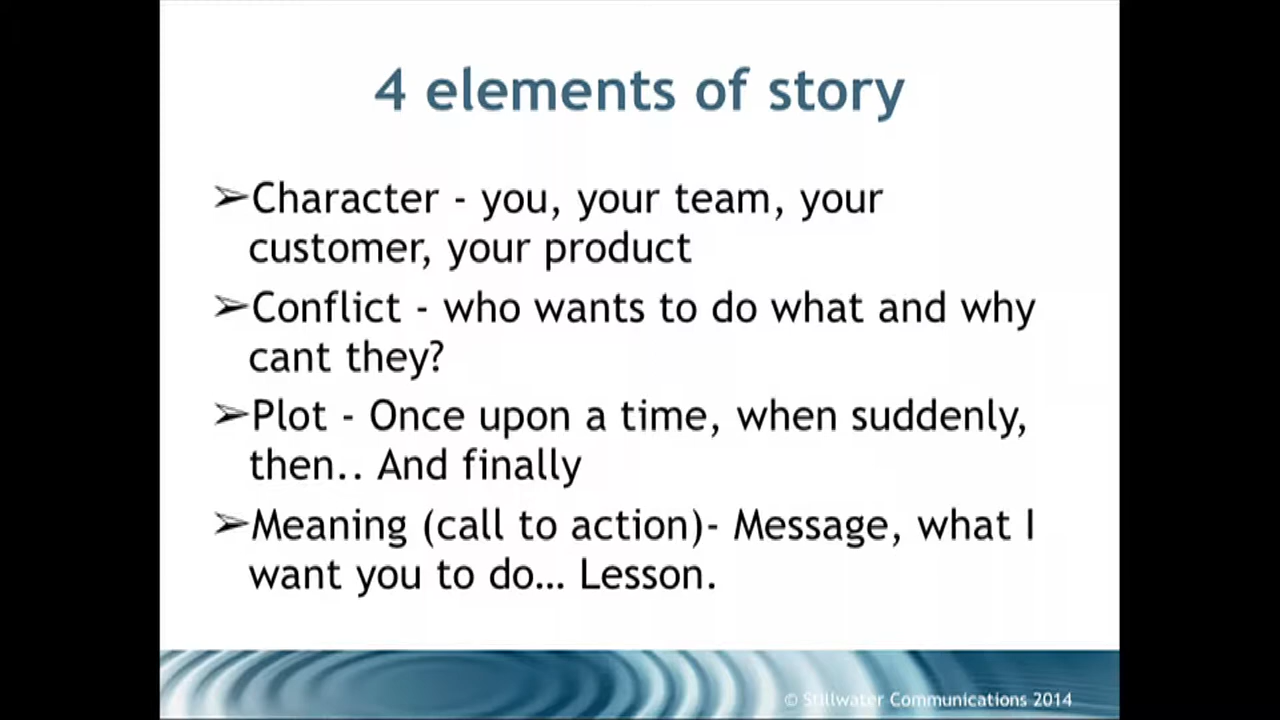 4 elements of story
➢Character - you, your team, your
customer, your product
➢Conflict - who wants to do what and why
cant they?
➢Plot - Once upon a time, when suddenly,
then.. And finally
➢Meaning (call to action)- Message, what I
want you to do… Lesson.
© Stillwater Communications 2014